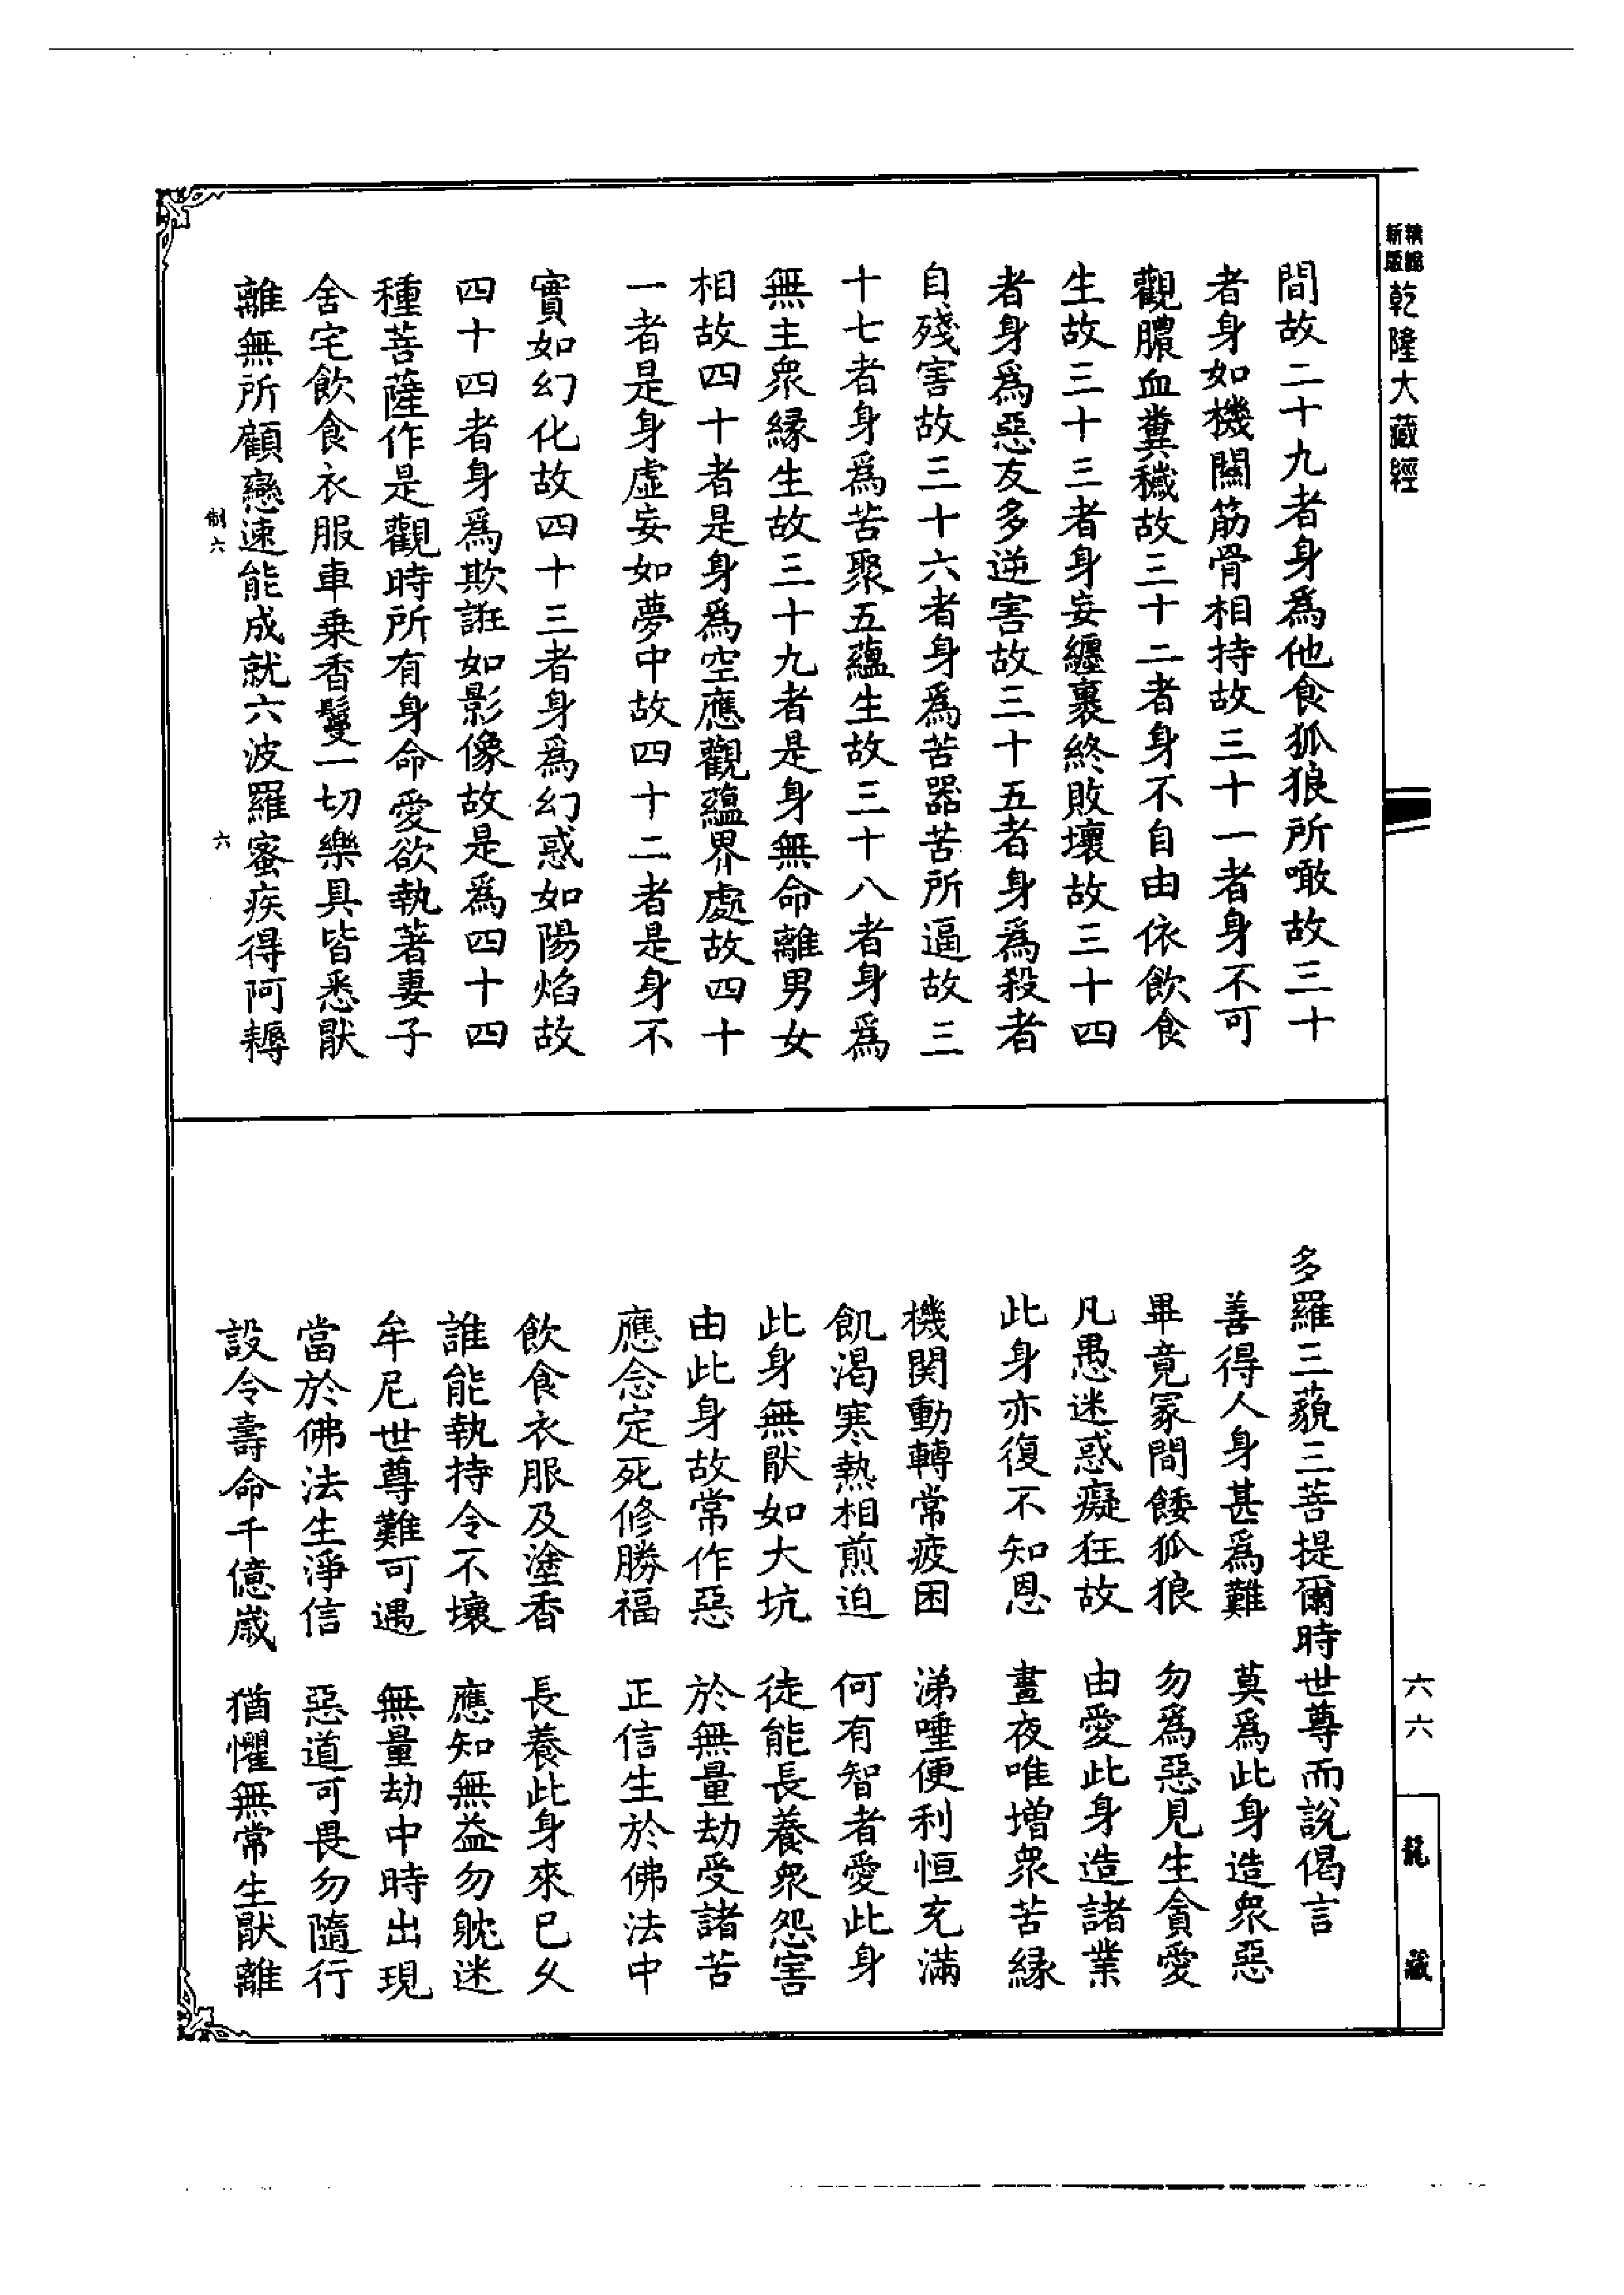 新編
縮版
乾隆大藏經
間故二十九者身爲他食狐狼所噉故三十
者身如機關筋骨相持故三十一者身不可
觀膿血糞穢故三十二者身不自由依飲食
生故三十三者身妄纏裹終敗壞故三十四
者身爲惡友多逆害故三十五者身爲殺者
自殘害故三十六者身爲苦器苦所逼故三
十七者身爲苦聚五蘊生故三十八者身爲
無主衆緣生故三十九者是身無命離男女
相故四十者是身爲空應觀蘊界處故四十
一者是身虛妄如夢中故四十二者是身不
實如幻化故四十三者身爲幻惑如陽焰故
四十四者身爲欺誑如影像故是爲四十四
種菩薩作是觀時所有身命愛欲執著妻子
舍宅飲食衣服車乘香鬘一切樂具皆悉厭
離無所顧戀速能成就六波羅蜜疾得阿耨
制六
六
多羅三藐三菩提爾時世尊而說偈言
善得人身甚爲難 莫爲此身造衆惡
畢竟冢間餧狐狼 勿爲惡見生貪愛
凡愚迷惑癡狂故 由愛此身造諸業
此身亦復不知恩 晝夜唯增衆苦緣
機関動轉常疲困 涕唾便利恒充滿
飢渴寒熱相煎迫 何有智者愛此身
此身無厭如大坑 徒能長養衆怨害
由此身故常作惡 於無量劫受諸苦
應念定死修勝福 正信生於佛法中
飲食衣服及塗香 長養此身來已久
誰能執持令不壞 應知無益勿躭迷
牟尼世尊難可遇 無量劫中時出現
當於佛法生淨信 惡道可畏勿隨行
設令壽命千億歲 猶懼無常生厭離
六六
龍藏